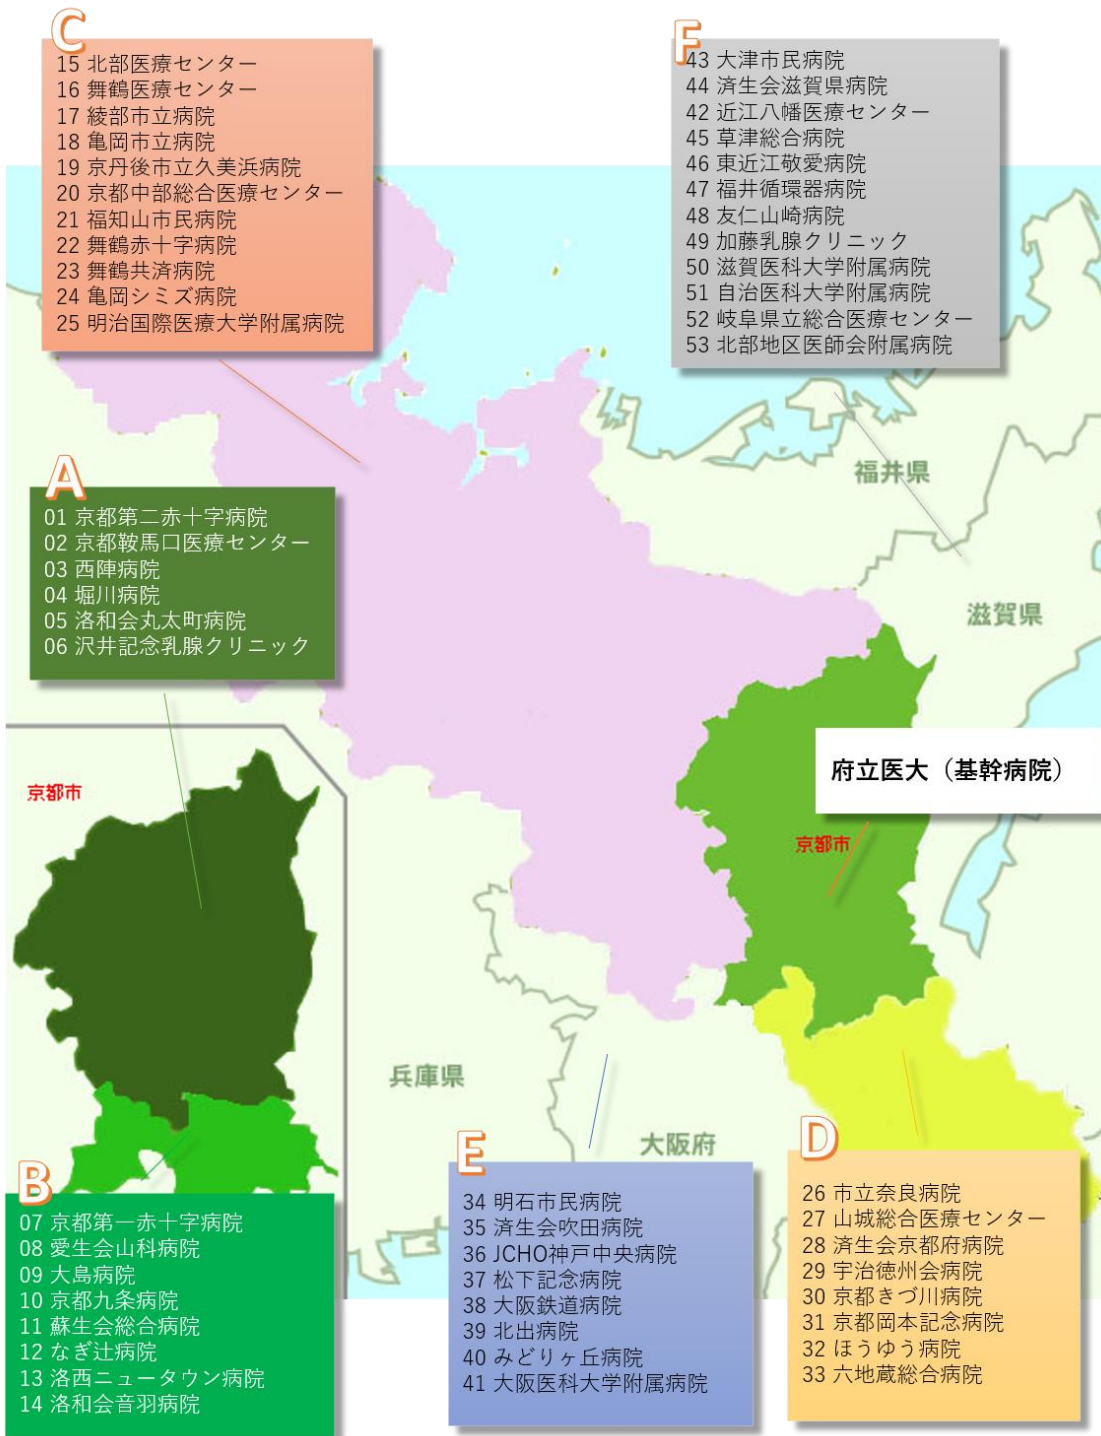 C
15 北部医療センター
16 舞鶴医療センター
17 綾部市立病院
18 亀岡市立病院
19 京丹後市立久美浜病院
20 京都中部総合医療センター
21 福知山市民病院
22 舞鶴赤十字病院
23 舞鶴共済病院
24 亀岡シミズ病院
25 明治国際医療大学附属病院
F
43 大津市民病院
44 済生会滋賀県病院
42 近江八幡医療センター
45 草津総合病院
46 東近江敬愛病院
47 福井循環器病院
48 友仁山崎病院
49 加藤乳腺クリニック
50 滋賀医科大学附属病院
51 自治医科大学附属病院
52 岐阜県立総合医療センター
53 北部地区医師会附属病院
福井県
滋賀県
A
01 京都第二赤十字病院
02 京都鞍馬口医療センター
03 西陣病院
04 堀川病院
05 洛和会丸太町病院
06 沢井記念乳腺クリニック
府立医大（基幹病院）
京都市
京都市
兵庫県
大阪府
B
07 京都第一赤十字病院
08 愛生会山科病院
09 大島病院
10 京都九条病院
11 蘇生会総合病院
12 なぎ辻病院
13 洛西ニュータウン病院
14 洛和会音羽病院
E
34 明石市民病院
35 済生会吹田病院
36 JCHO神戸中央病院
37 松下記念病院
38 大阪鉄道病院
39 北出病院
40 みどりヶ丘病院
41 大阪医科大学附属病院
D
26 市立奈良病院
27 山城総合医療センター
28 済生会京都府病院
29 宇治徳州会病院
30 京都きづ川病院
31 京都岡本記念病院
32 ほうゆう病院
33 六地蔵総合病院